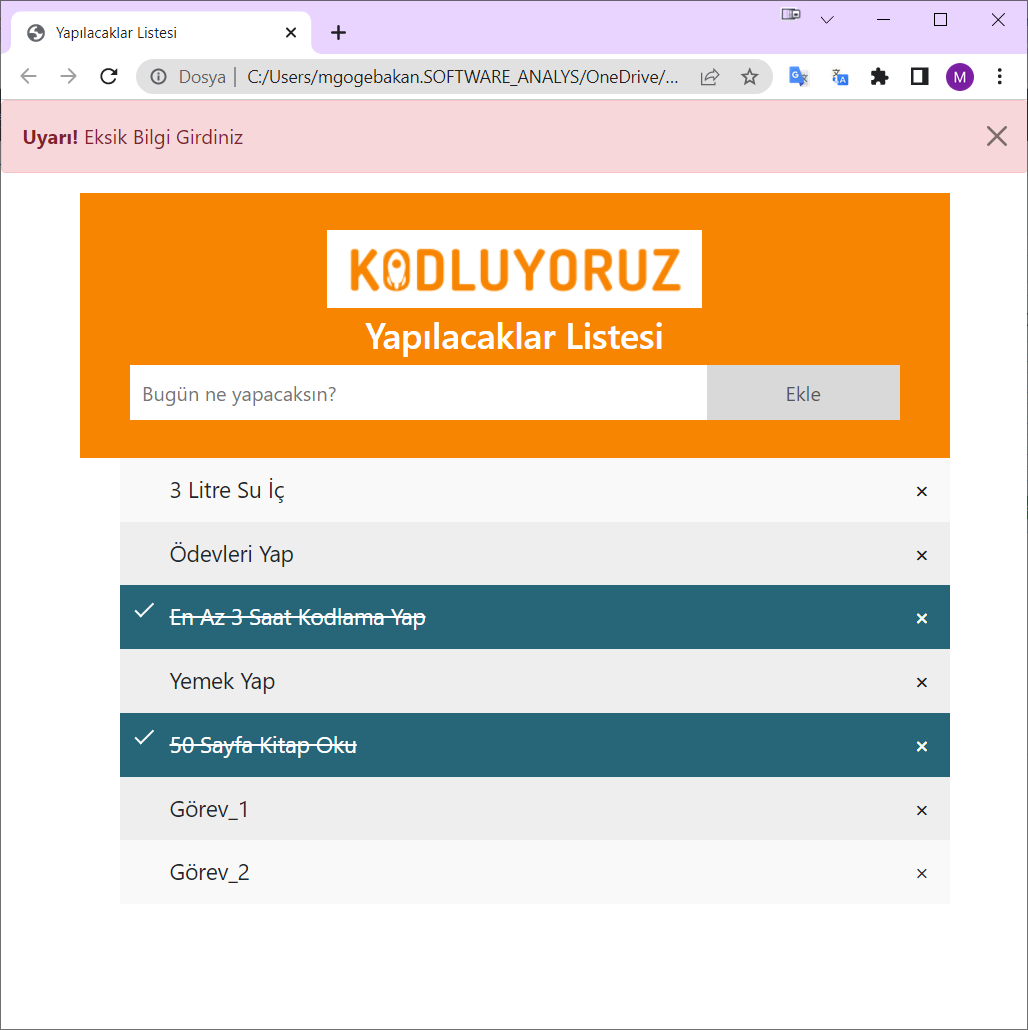 Yapılacaklar Listesi
Dosya | C:/Users/mgogebakan.SOFTWARE_ANALYS/OneDrive/...
M
Uyarı! Eksik Bilgi Girdiniz
KODLUYORUZ
Yapılacaklar Listesi
Bugün ne yapacaksın?
Ekle
3 Litre Su İç
Ödevleri Yap
En Az 3 Saat Kodlama Yap
Yemek Yap
50 Sayfa Kitap Oku
Görev_1
Görev_2